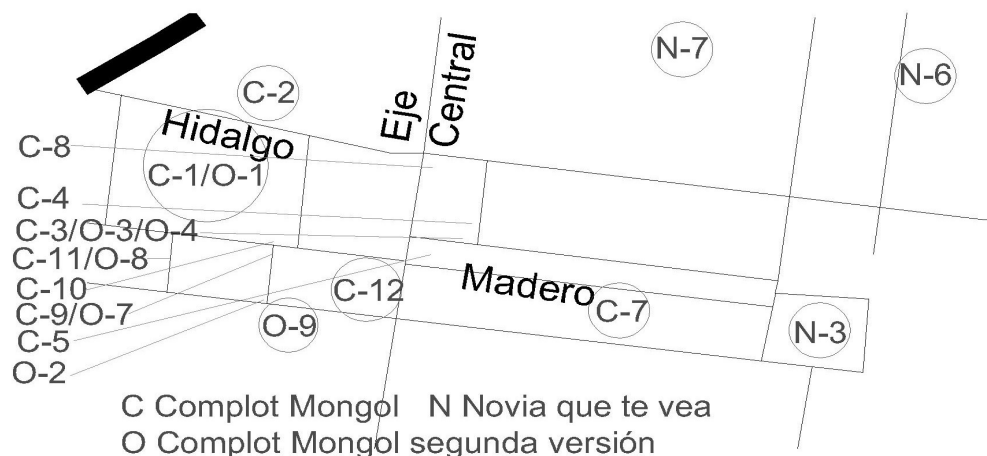 N-7
N-6
C-2
Eje
Central
Hidalgo
C-8
C-1/O-1
C-4
C-3/O-3/O-4
C-11/O-8
C-10
C-9/O-7
C-5
O-2
C-12
Madero
C-7
O-9
N-3
C Complot Mongol N Novia que te vea
O Complot Mongol segunda versión